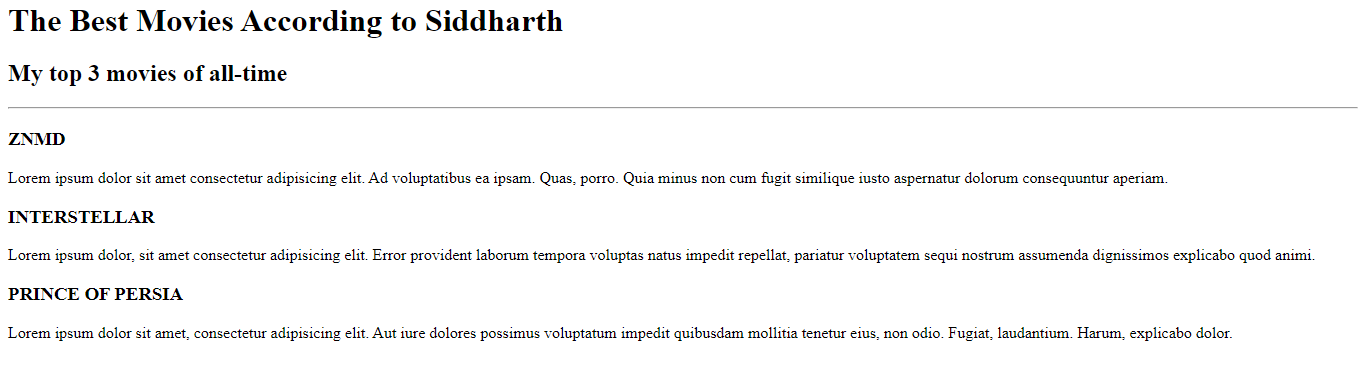 The Best Movies According to Siddharth
My top 3 movies of all-time
ZNMD
Lorem ipsum dolor sit amet consectetur adipisicing elit. Ad voluptatibus ea ipsam. Quas, porro. Quia minus non cum fugit similique iusto aspernatur dolorum consequuntur aperiam.
INTERSTELLAR
Lorem ipsum dolor, sit amet consectetur adipisicing elit. Error provident laborum tempora voluptas natus impedit repellat, pariatur voluptatem sequi nostrum assumenda dignissimos explicabo quod animi.
PRINCE OF PERSIA
Lorem ipsum dolor sit amet, consectetur adipisicing elit. Aut iure dolores possimus voluptatum impedit quibusdam mollitia tenetur eius, non odio. Fugiat, laudantium. Harum, explicabo dolor.